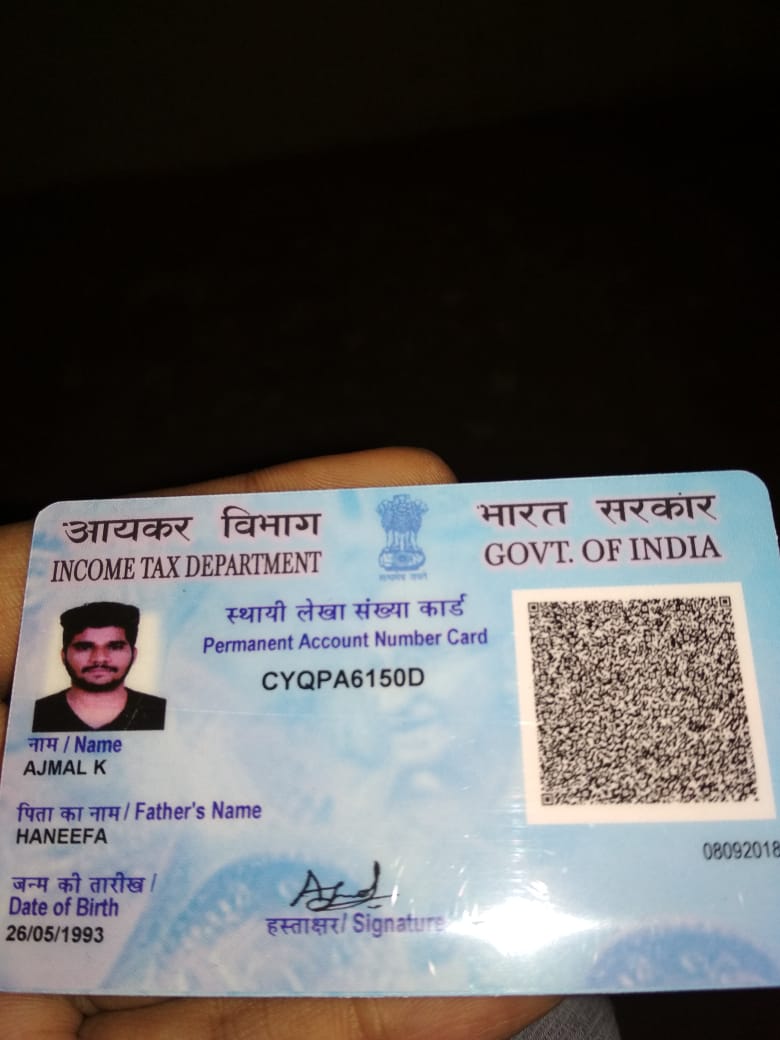 आयकर विभाग
INCOME TAX DEPARTMENT
भारत सरकार
GOVT. OF INDIA
सत्यमेव जयते
स्थायी लेखा संख्या कार्ड
Permanent Account Number Card
CYQPA6150D
नाम / Name
AJMAL K
पिता का नाम / Father's Name
HANEEFA
08092018
जन्म की तारीख /
Date of Birth
26/05/1993
हस्ताक्षर/ Signature